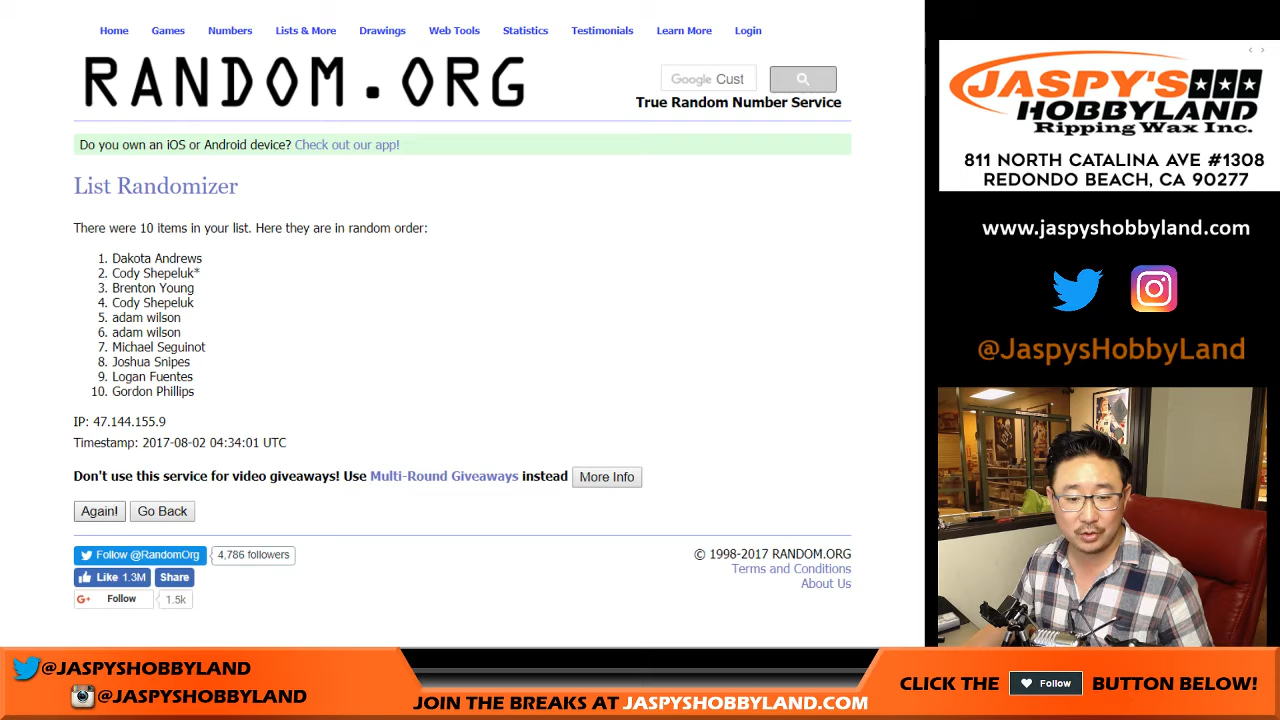 Home Games Numbers Lists & More Drawings Web Tools Statistics Testimonials Learn More Login
RANDOM.ORG
Google Cust
True Random Number Service
Do you own an iOS or Android device? Check out our app!
List Randomizer
There were 10 items in your list. Here they are in random order:
1. Dakota Andrews
2. Cody Shepeluk*
3. Brenton Young
4. Cody Shepeluk
5. adam wilson
6. adam wilson
7. Michael Seguinot
8. Joshua Snipes
9. Logan Fuentes
10. Gordon Phillips
IP: 47.144.155.9
Timestamp: 2017-08-02 04:34:01 UTC
Don't use this service for video giveaways! Use Multi-Round Giveaways instead More Info
Again! Go Back
Follow @RandomOrg 4,786 followers
Like 1.3M Share
G+ Follow 1.5k
© 1998-2017 RANDOM.ORG
Terms and Conditions
About Us
JASPY'S
HOBBYLAND
Ripping Wax Inc.
811 NORTH CATALINA AVE #1308
REDONDO BEACH, CA 90277
www.jaspyshobbyland.com
@JaspysHobbyLand
@JASPYSHOBBYLAND
@JASPYSHOBBYLAND
JOIN THE BREAKS AT JASPYSHOBBYLAND.COM
CLICK THE Follow BUTTON BELOW!